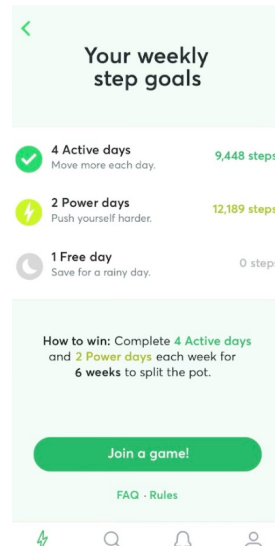 Your weekly
step goals
4 Active days
Move more each day.
9,448 steps
2 Power days
Push yourself harder.
12,189 steps
1 Free day
Save for a rainy day.
0 step
How to win: Complete 4 Active days
and 2 Power days each week for
6 weeks to split the pot.
Join a game!
FAQ · Rules